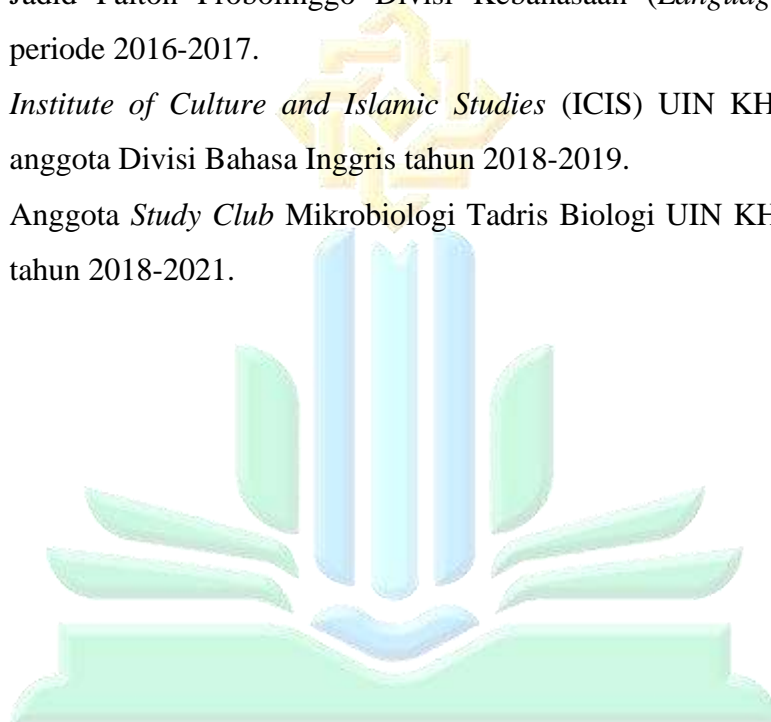 Jadid Paiton Probolinggo Divisi Kebahasaan
periode 2016-2017.
Institute of Culture and Islamic Studies (ICIS) UIN KH
anggota Divisi Bahasa Inggris tahun 2018-2019.
Anggota Study Club Mikrobiologi Tadris Biologi UIN KH
tahun 2018-2021.